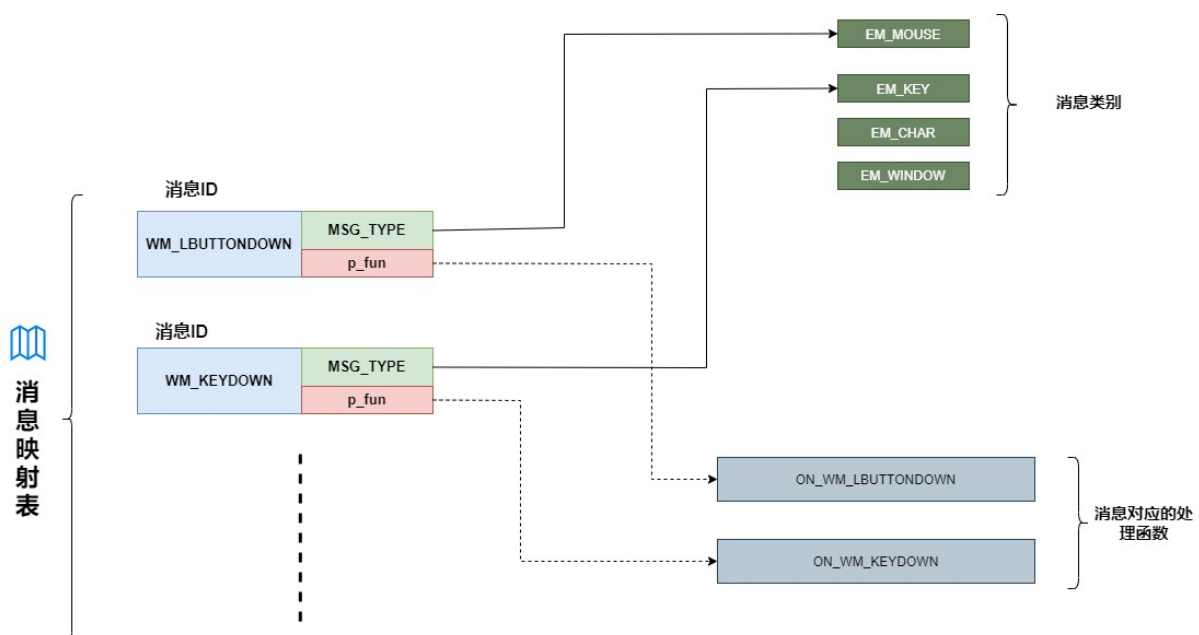 EM_MOUSE
EM_KEY
消息类别
EM_CHAR
EM_WINDOW
消息ID
WM_LBUTTONDOWN
MSG_TYPE
p_fun
消息ID
WM_KEYDOWN
MSG_TYPE
p_fun
消
息
映
射
表
ON_WM_LBUTTONDOWN
消息对应的处
理函数
ON_WM_KEYDOWN